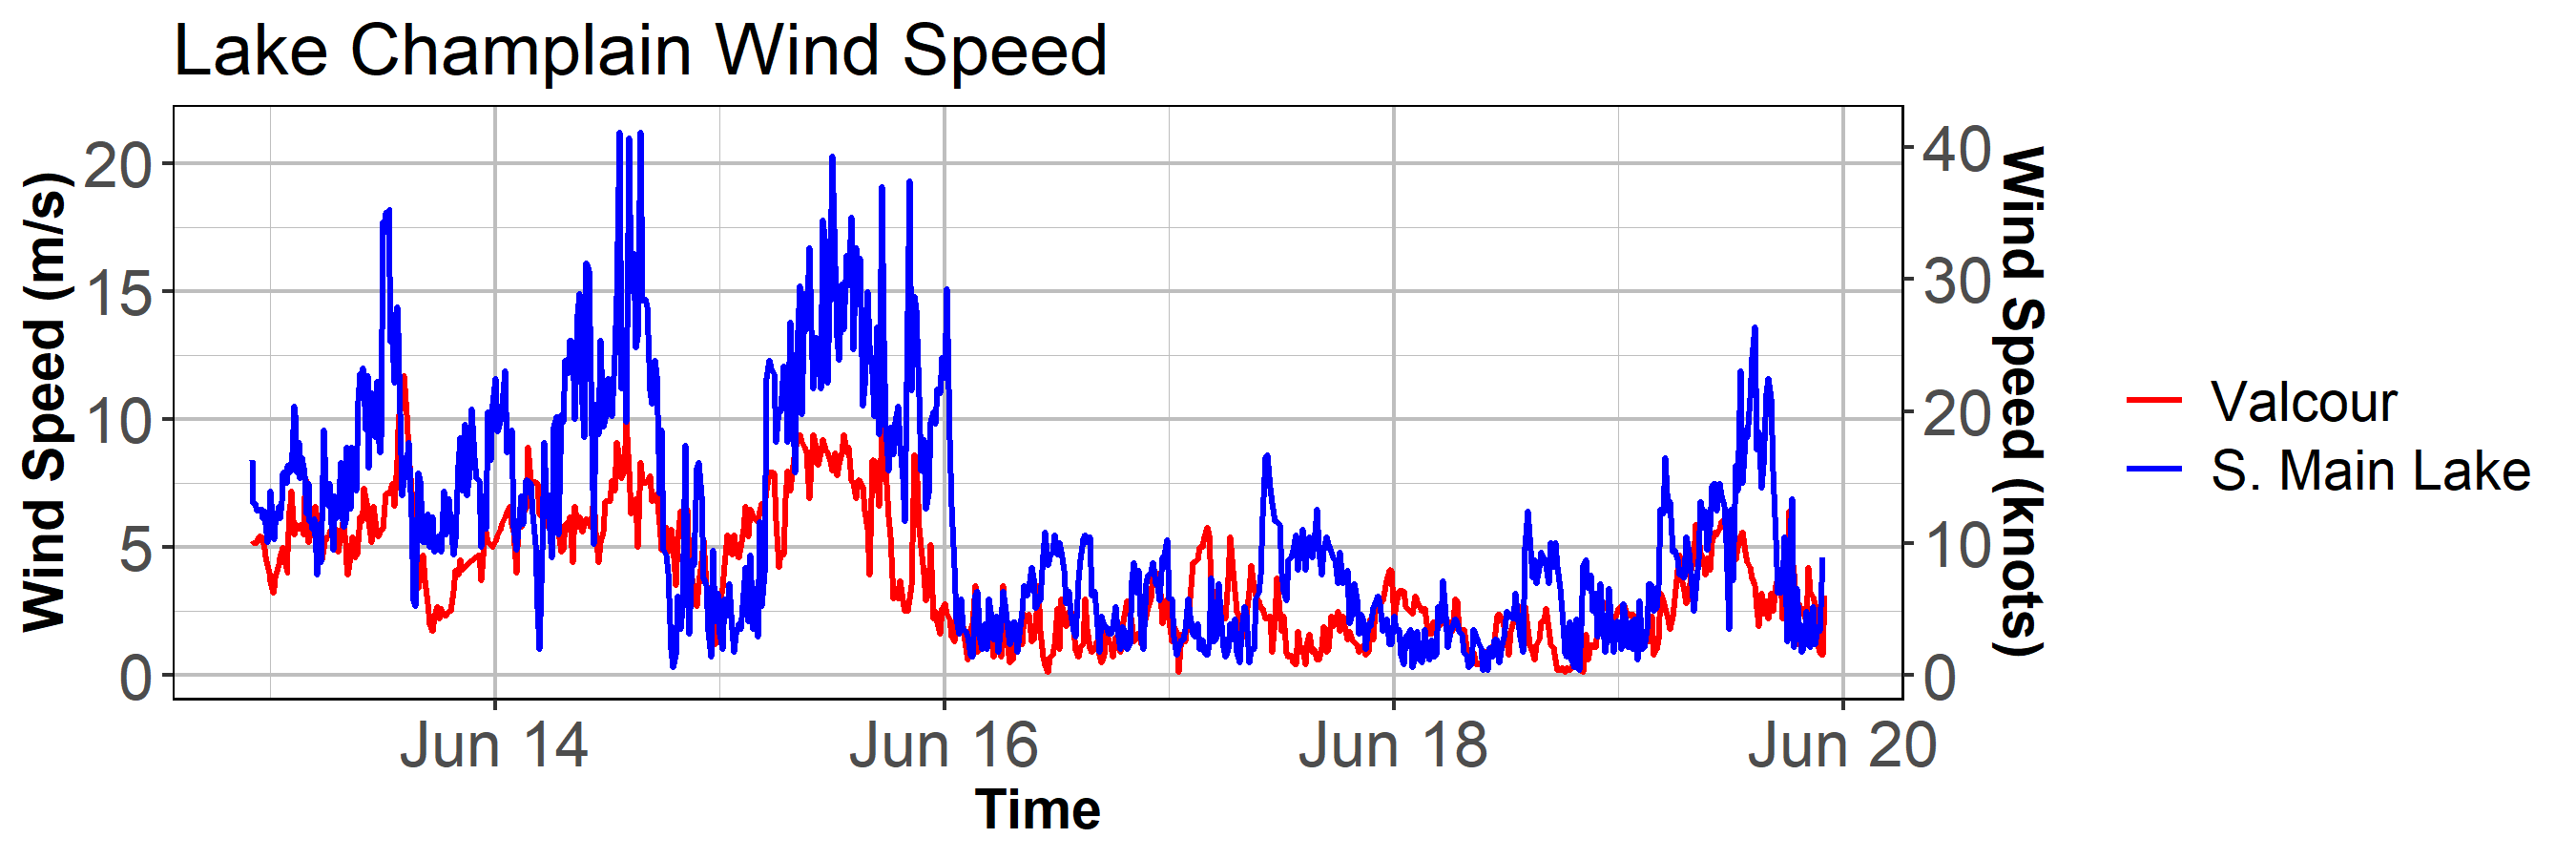 Lake Champlain Wind Speed
Wind Speed (m/s)
20
15
10
5
0
40
30
20
10
0
Wind Speed (knots)
Jun 14
Jun 16
Jun 18
Jun 20
Time
Valcour
S. Main Lake